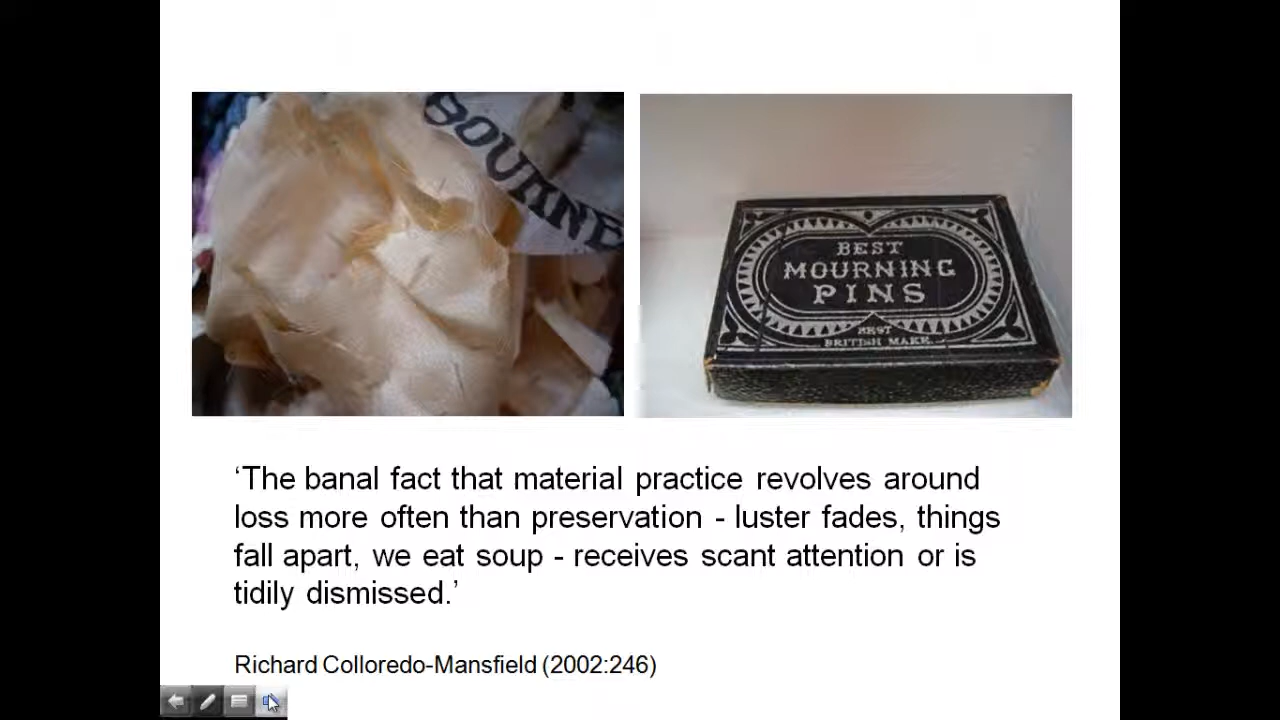 SOUVANE
BEST
MOURNING
PINS
BEST
BRITISH MAKE
‘The banal fact that material practice revolves around
loss more often than preservation - luster fades, things
fall apart, we eat soup - receives scant attention or is
tidily dismissed.’
Richard Colloredo-Mansfield (2002:246)